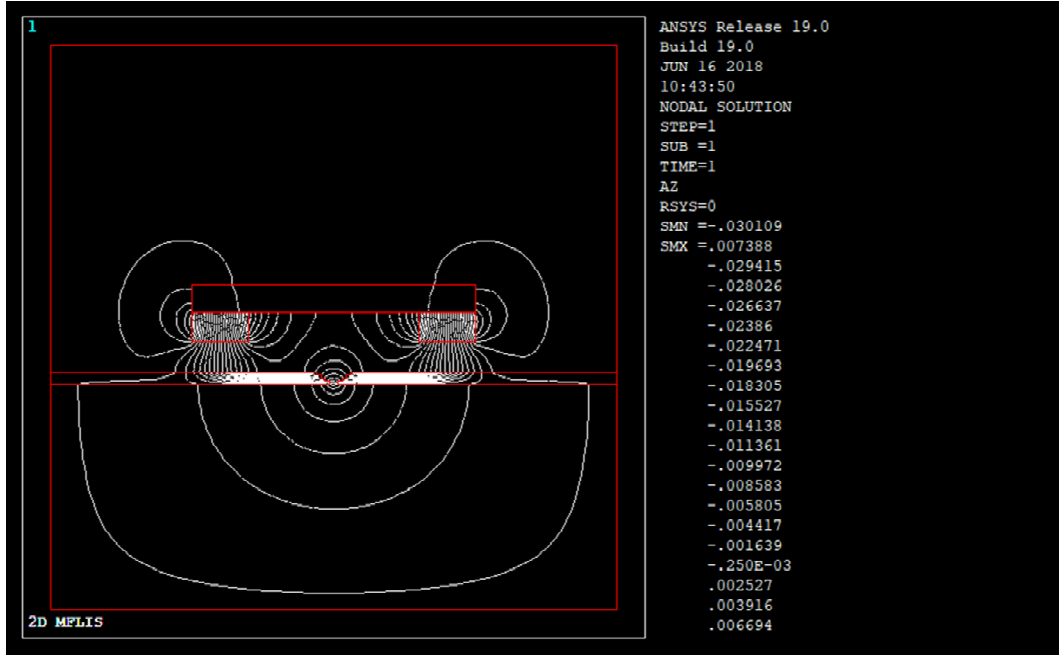 1
ANSYS Release 19.0
Build 19.0
JUN 16 2018
10:43:50
NODAL SOLUTION
STEP=1
SUB =1
TIME=1
AZ
RSYS=0
SMN =-.030109
SMX =.007388
-.029415
-.028026
-.026637
-.02386
-.022471
-.019693
-.018305
-.015527
-.014138
-.011361
-.009972
-.008583
-.005805
-.004417
-.001639
-.250E-03
.002527
.003916
.006694
2D MFLIS